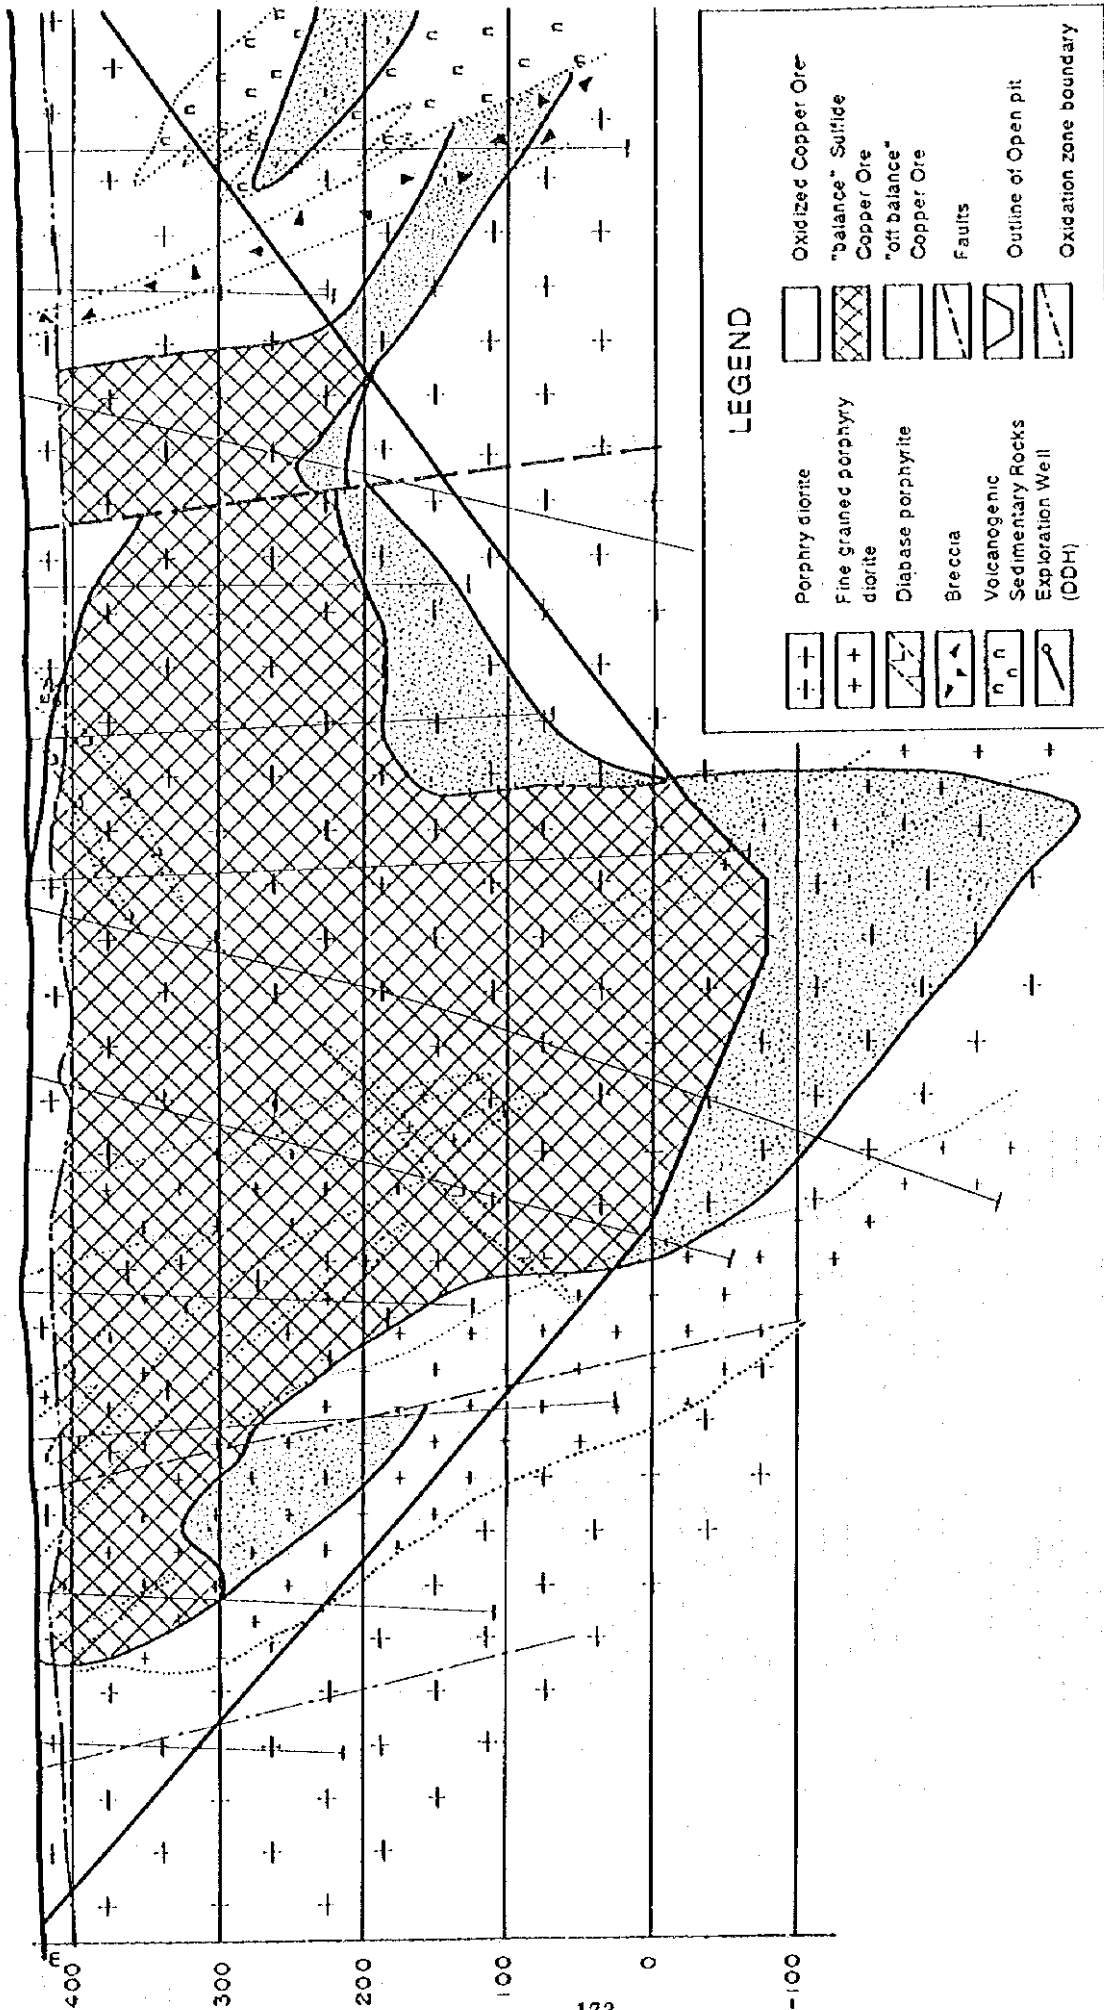 m
400
300
200
100
0
-100
LEGEND
Porphry diorite
Fine grained porphyry
diorite
Diabase porphyrite
Breccia
Volcanogenic
Sedimentary Rocks
Exploration Well
(DDH)
Oxidized Copper Ore
"balance" Sulfide
Copper Ore
"off balance"
Copper Ore
Faults
Outline of Open pit
Oxidation zone boundary